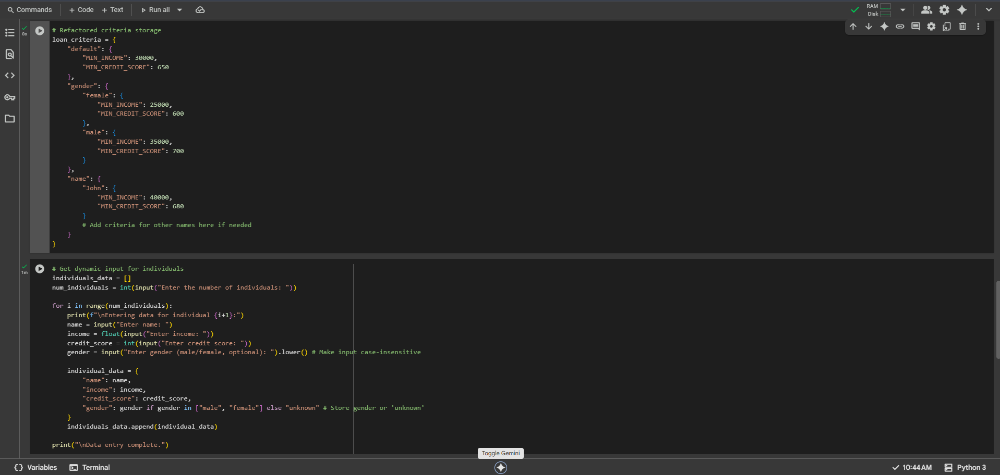 Commands + Code + Text Run all
RAM
Disk
0s
# Refactored criteria storage
loan_criteria = {
    "default": {
        "MIN_INCOME": 30000,
        "MIN_CREDIT_SCORE": 650
    },
    "gender": {
        "female": {
            "MIN_INCOME": 25000,
            "MIN_CREDIT_SCORE": 600
        },
        "male": {
            "MIN_INCOME": 35000,
            "MIN_CREDIT_SCORE": 700
        }
    },
    "name": {
        "John": {
            "MIN_INCOME": 40000,
            "MIN_CREDIT_SCORE": 680
        }
        # Add criteria for other names here if needed
    }
}
1m
# Get dynamic input for individuals
individuals_data = []
num_individuals = int(input("Enter the number of individuals: "))
for i in range(num_individuals):
    print(f"\nEntering data for individual {i+1}:")
    name = input("Enter name: ")
    income = float(input("Enter income: "))
    credit_score = int(input("Enter credit score: "))
    gender = input("Enter gender (male/female, optional): ").lower() # Make input case-insensitive
    individual_data = {
        "name": name,
        "income": income,
        "credit_score": credit_score,
        "gender": gender if gender in ["male", "female"] else "unknown" # Store gender or 'unknown'
    }
    individuals_data.append(individual_data)
print("\nData entry complete.")
Toggle Gemini
{} Variables Terminal 10:44 AM Python 3